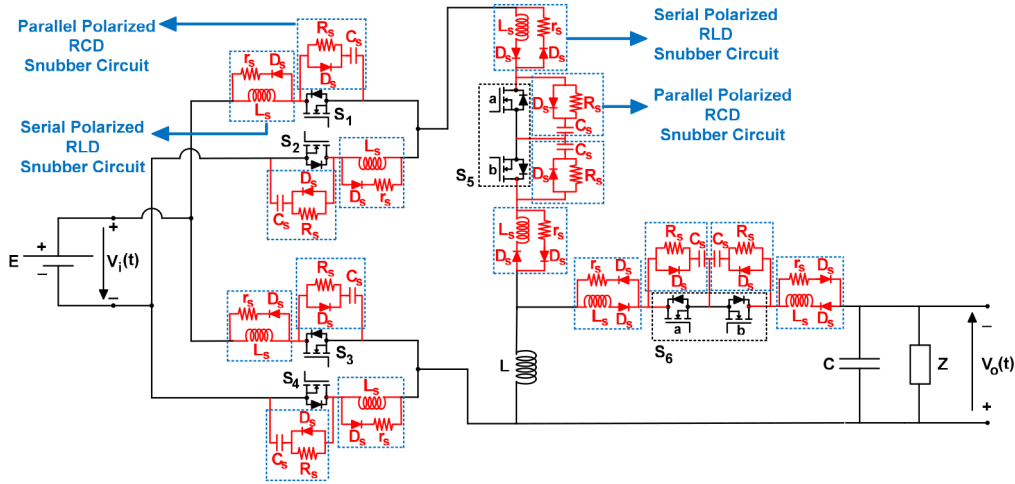 Parallel Polarized
RCD
Snubber Circuit
Serial Polarized
RLD
Snubber Circuit
Serial Polarized
RLD
Snubber Circuit
Parallel Polarized
RCD
Snubber Circuit
rs Ds
Ls
Rs Cs
Ds
S1
S2
Ls
Ds rs
Cs Ds
Rs
Ls rs
Ds Ds
a
b
S5
Ds Rs
Cs
Cs
Ds Rs
Ls rs
Ds Ds
E
+
−
+
Vi(t)
−
rs Ds
Ls
Rs Cs
Ds
S3
S4
Ls
Ds rs
Cs Ds
Rs
L
rs
Ls Ds
Rs Cs
Ds
Cs Rs
Ds
a b
S6
rs Ds
Ls Ds
C
Z
−
Vo(t)
+